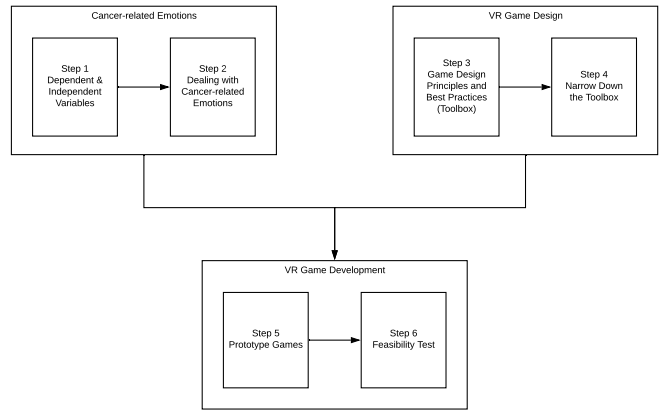 Cancer-related Emotions
Step 1
Dependent &
Independent
Variables
Step 2
Dealing with
Cancer-related
Emotions
VR Game Design
Step 3
Game Design
Principles and
Best Practices
(Toolbox)
Step 4
Narrow Down
the Toolbox
VR Game Development
Step 5
Prototype Games
Step 6
Feasibility Test